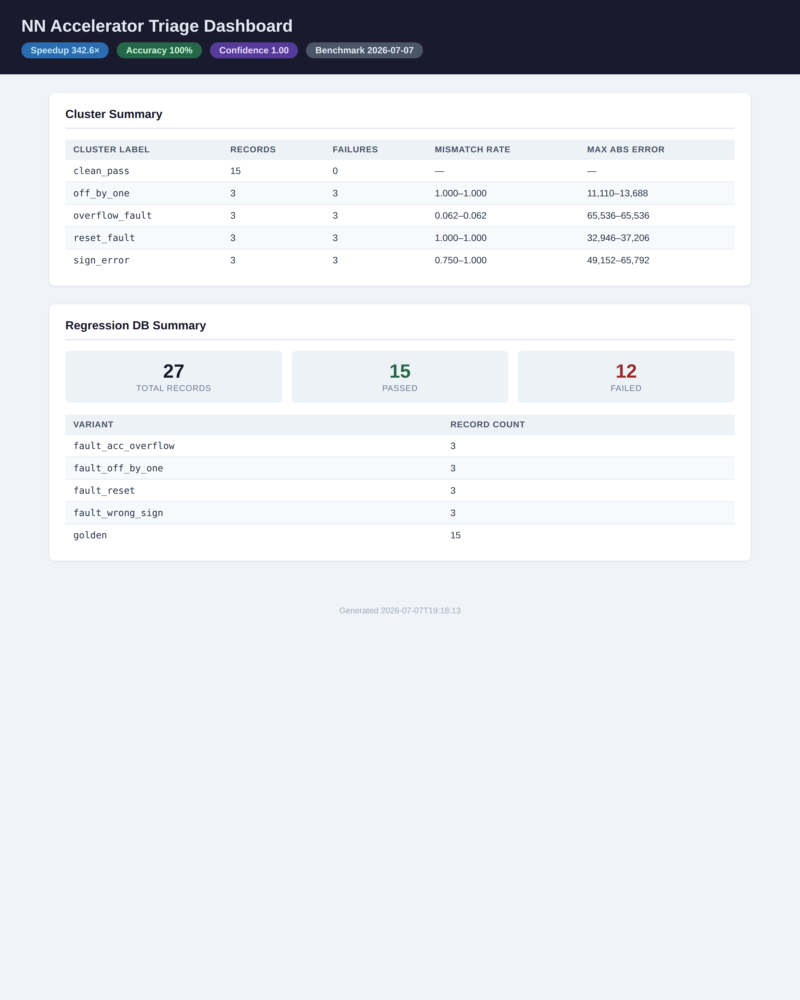 NN Accelerator Triage Dashboard
Speedup 342.6× Accuracy 100% Confidence 1.00 Benchmark 2026-07-07
Cluster Summary
CLUSTER LABEL RECORDS FAILURES MISMATCH RATE MAX ABS ERROR
clean_pass 15 0 — —
off_by_one 3 3 1.000–1.000 11,110–13,688
overflow_fault 3 3 0.062–0.062 65,536–65,536
reset_fault 3 3 1.000–1.000 32,946–37,206
sign_error 3 3 0.750–1.000 49,152–65,792
Regression DB Summary
27 15 12
TOTAL RECORDS PASSED FAILED
VARIANT RECORD COUNT
fault_acc_overflow 3
fault_off_by_one 3
fault_reset 3
fault_wrong_sign 3
golden 15
Generated 2026-07-07T19:18:13